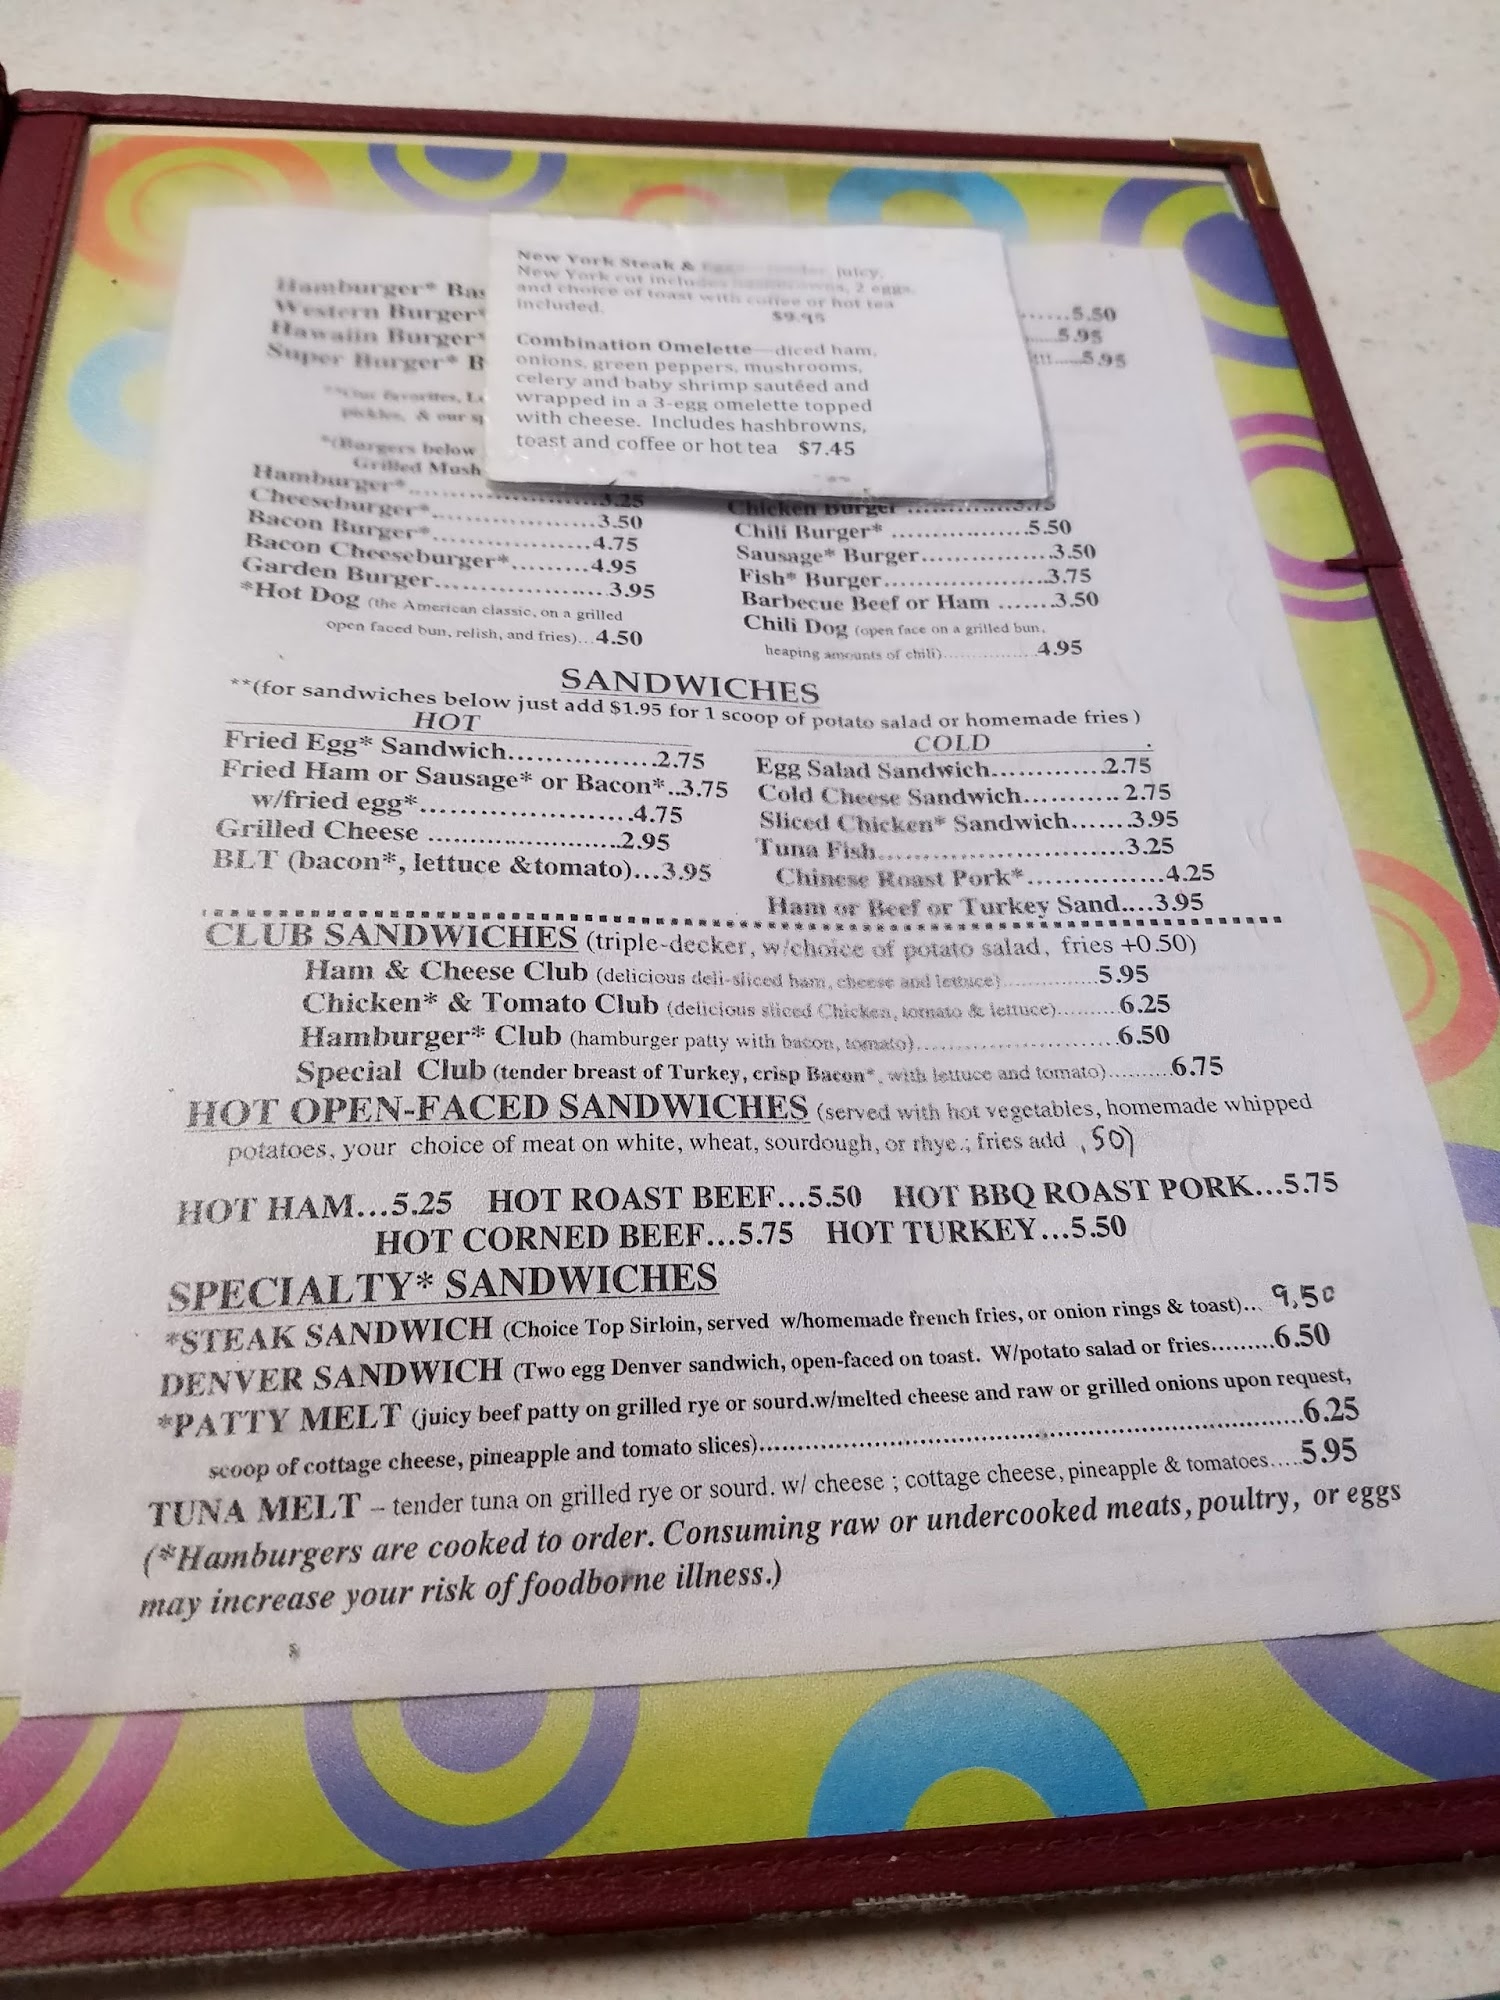 New York Steak & juicy,
New York cut includes hashbrowns, 2 eggs,
and choice of toast with coffee or hot tea
included. $9.95
Combination Omelette—diced ham,
onions, green peppers, mushrooms,
celery and baby shrimp sautéed and
wrapped in a 3-egg omelette topped
with cheese. Includes hashbrowns,
toast and coffee or hot tea $7.45
Hamburger* Bas
Western Burger*
Hawaiin Burger*
Super Burger* B
......5.50
......5.95
!!!......5.95
**Our favorites, Le
pickles, & our sp
*(Burgers below
Grilled Mush
Hamburger*........................3.25
Cheeseburger*...................3.50
Bacon Burger*...................4.75
Bacon Cheeseburger*.........4.95
Garden Burger....................3.95
*Hot Dog (the American classic, on a grilled
open faced bun, relish, and fries)...4.50
Chicken Burger ..............3.75
Chili Burger* ..................5.50
Sausage* Burger...............3.50
Fish* Burger.....................3.75
Barbecue Beef or Ham .......3.50
Chili Dog (open face on a grilled bun,
heaping amounts of chili)..................4.95
SANDWICHES
**(for sandwiches below just add $1.95 for 1 scoop of potato salad or homemade fries )
HOT
Fried Egg* Sandwich.................2.75
Fried Ham or Sausage* or Bacon*..3.75
w/fried egg*........................4.75
Grilled Cheese ......................2.95
BLT (bacon*, lettuce &tomato)...3.95
COLD
Egg Salad Sandwich.............2.75
Cold Cheese Sandwich........... 2.75
Sliced Chicken* Sandwich.......3.95
Tuna Fish............................3.25
Chinese Roast Pork*...............4.25
Ham or Beef or Turkey Sand....3.95
CLUB SANDWICHES (triple-decker, w/choice of potato salad, fries +0.50)
Ham & Cheese Club (delicious deli-sliced ham, cheese and lettuce)................5.95
Chicken* & Tomato Club (delicious sliced Chicken, tomato & lettuce).........6.25
Hamburger* Club (hamburger patty with bacon, tomato)...............................6.50
Special Club (tender breast of Turkey, crisp Bacon*, with lettuce and tomato)..........6.75
HOT OPEN-FACED SANDWICHES (served with hot vegetables, homemade whipped
potatoes, your choice of meat on white, wheat, sourdough, or rhye.; fries add .50)
HOT HAM...5.25 HOT ROAST BEEF...5.50 HOT BBQ ROAST PORK...5.75
HOT CORNED BEEF...5.75 HOT TURKEY...5.50
SPECIALTY* SANDWICHES
*STEAK SANDWICH (Choice Top Sirloin, served w/homemade french fries, or onion rings & toast)... 9.50
DENVER SANDWICH (Two egg Denver sandwich, open-faced on toast. W/potato salad or fries.........6.50
*PATTY MELT (juicy beef patty on grilled rye or sourd.w/melted cheese and raw or grilled onions upon request,
scoop of cottage cheese, pineapple and tomato slices)......................................................................6.25
TUNA MELT – tender tuna on grilled rye or sourd. w/ cheese ; cottage cheese, pineapple & tomatoes.....5.95
(*Hamburgers are cooked to order. Consuming raw or undercooked meats, poultry, or eggs
may increase your risk of foodborne illness.)